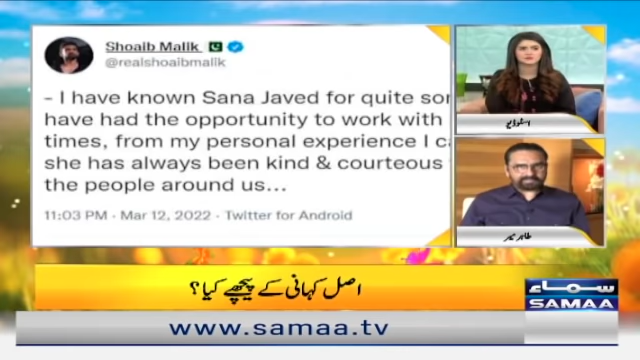 Shoaib Malik
@realshoaibmalik
- I have known Sana Javed for quite
have had the opportunity to work with
times, from my personal experience I
she has always been kind & courteous
the people around us...
11:03 PM · Mar 12, 2022 · Twitter for Android
اسٹوڈیو
طاہر میر
اصل کہانی کے پیچھے کیا؟
سماء
SAMAA
www.samaa.tv